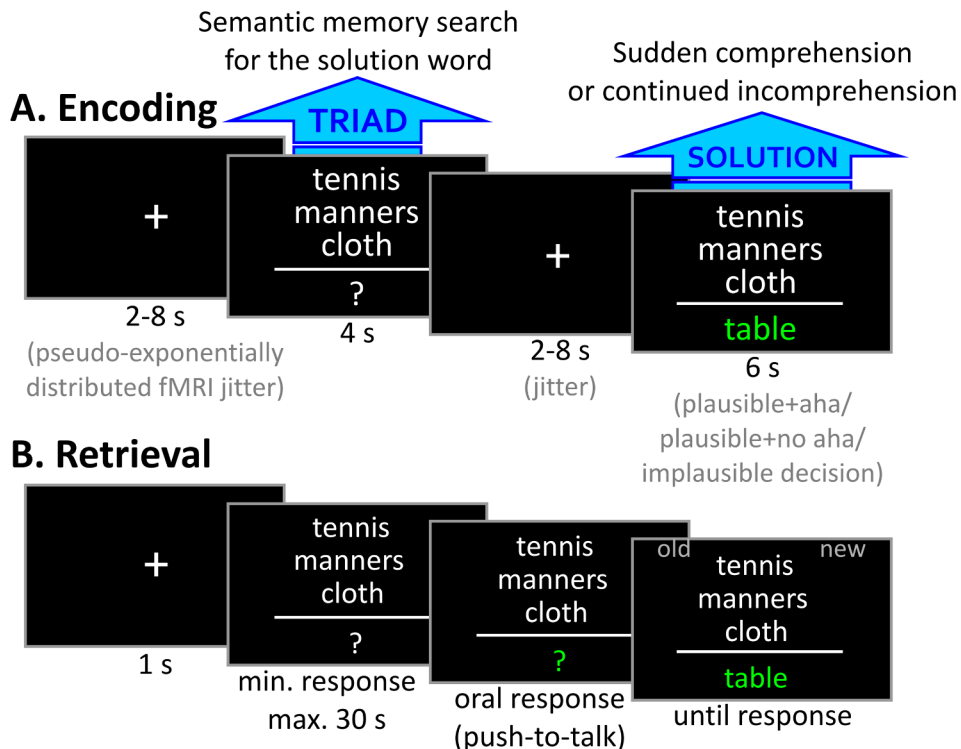 Semantic memory search
for the solution word
Sudden comprehension
or continued incomprehension
A. Encoding
TRIAD
SOLUTION
+
tennis
manners
cloth
?
+
tennis
manners
cloth
table
2-8 s
(pseudo-exponentially
distributed fMRI jitter)
4 s
2-8 s
(jitter)
6 s
(plausible+aha/
plausible+no aha/
implausible decision)
B. Retrieval
+
tennis
manners
cloth
?
tennis
manners
cloth
?
old new
tennis
manners
cloth
table
1 s
min. response
max. 30 s
oral response
(push-to-talk)
until response